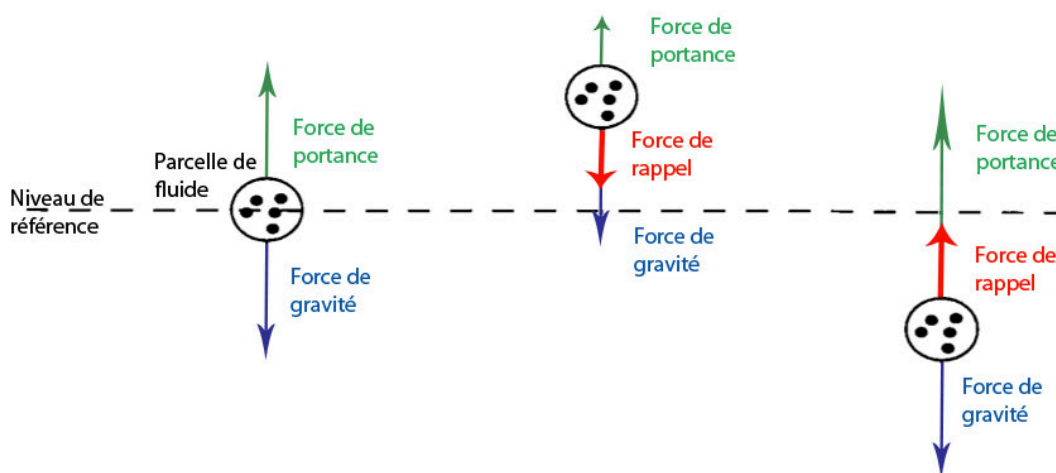 Force de
portance
Force de
portance
Parcelle de
fluide
Niveau de
référence
Force de
gravité
Force de
rappel
Force de
gravité
Force de
portance
Force de
rappel
Force de
gravité